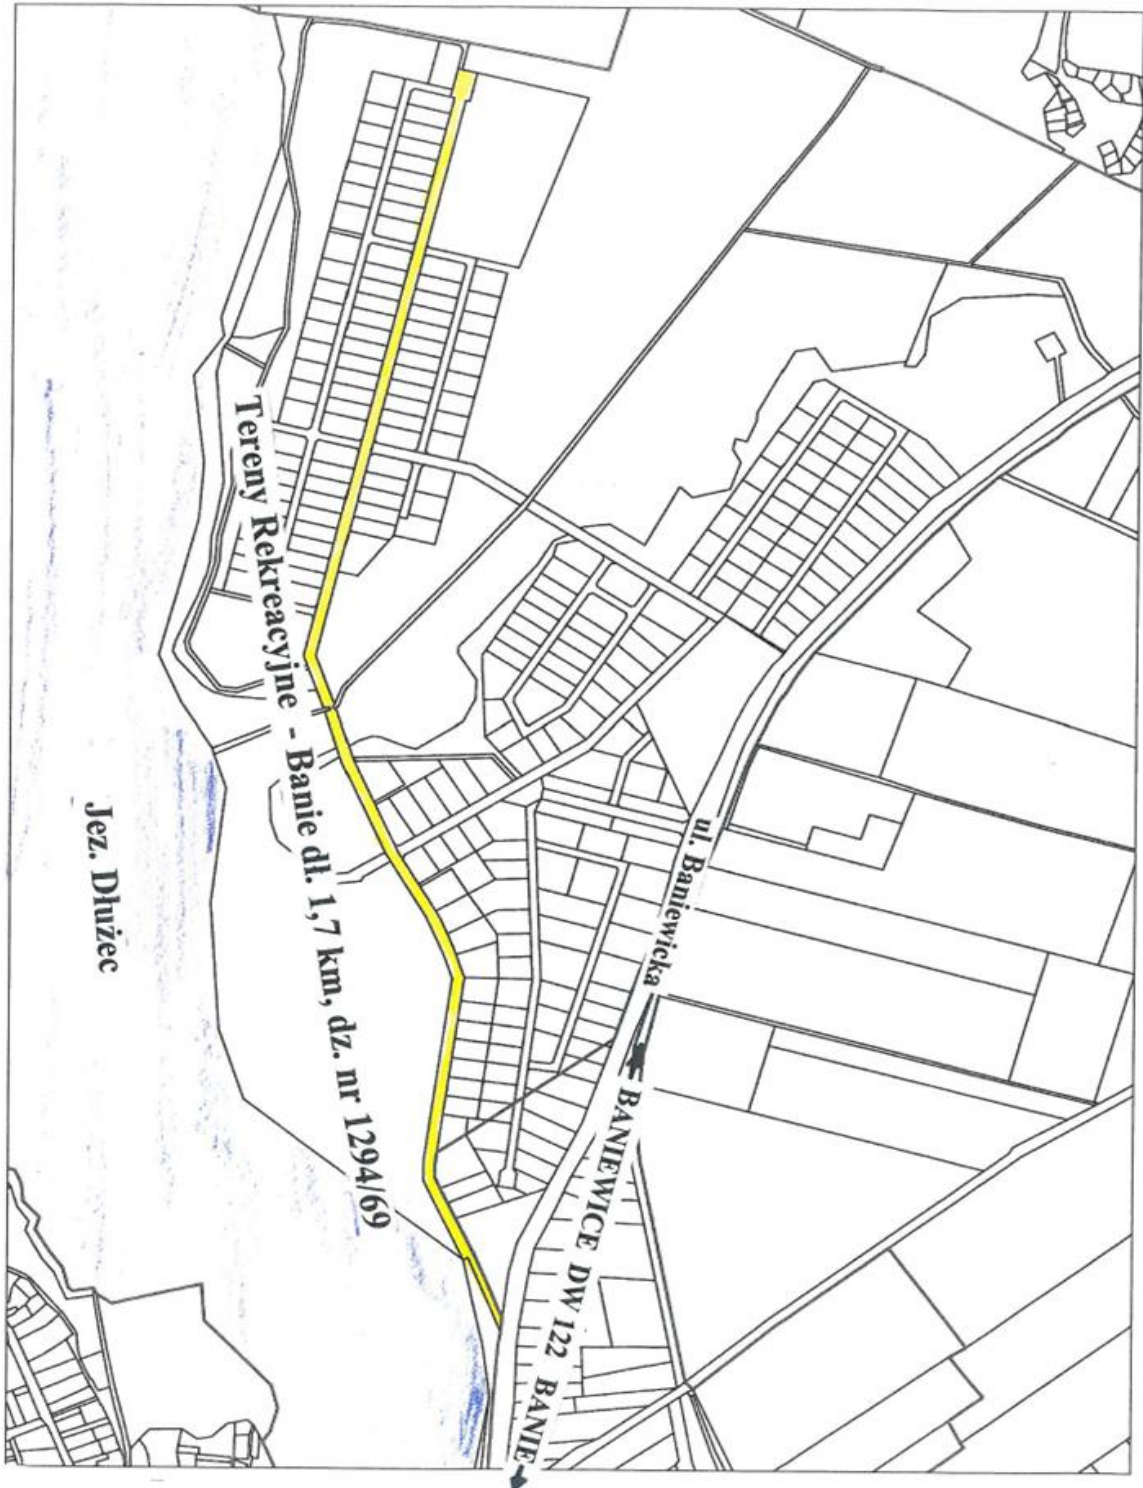 Tereny Rekreacyjne - Banie dł. 1,7 km, dz. nr 1294/69
Jez. Dłużec
ul. Baniewicka
BANIEWICE DW 122 BANIE